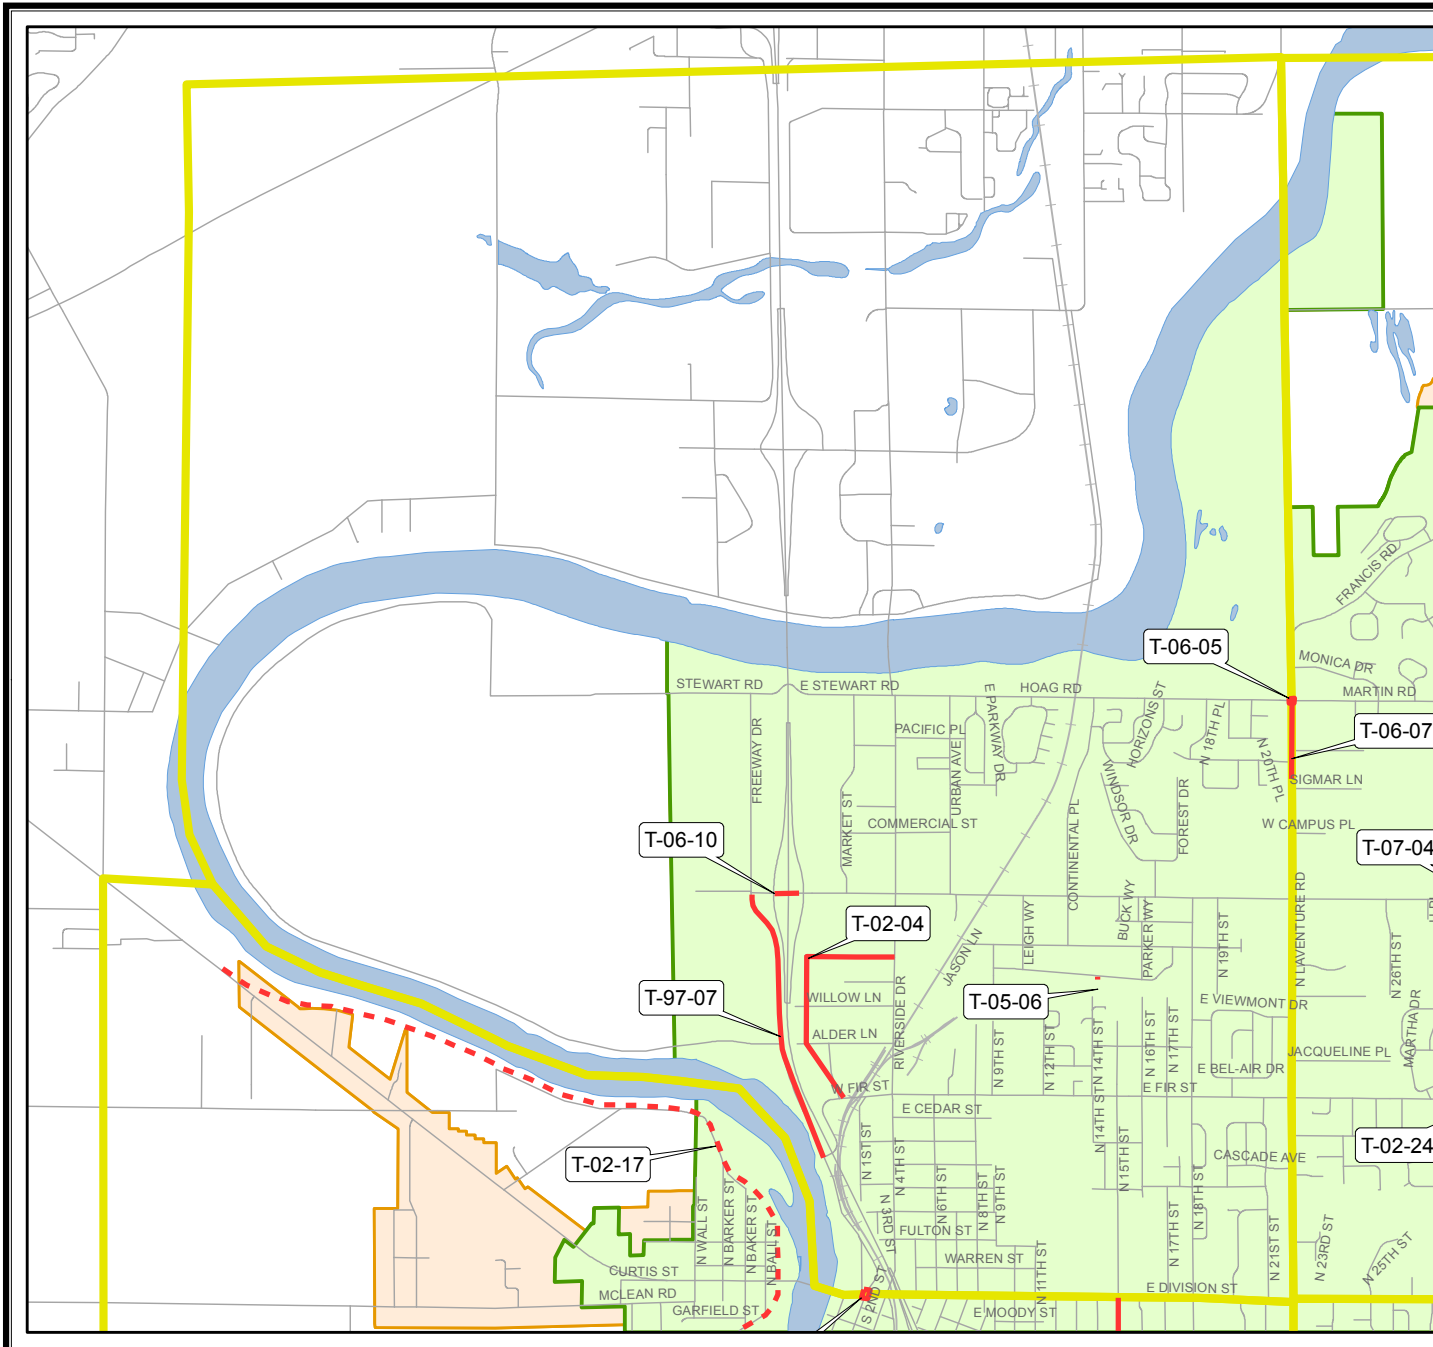 T-06-05
FRANCIS RD
MONICA DR
MARTIN RD
STEWART RD
E STEWART RD
HOAG RD
E PARKWAY DR
HORIZONS ST
N 18TH PL
N 20TH PL
T-06-07
SIGMAR LN
FREEWAY DR
PACIFIC PL
URBAN AVE
MARKET ST
COMMERCIAL ST
CONTINENTAL PL
WINDSOR DR
FOREST DR
W CAMPUS PL
T-06-10
T-07-04
T-02-04
JASON LN
LEIGH WY
BUCK WY
PARKER WY
N 19TH ST
N LAVENTURE RD
N 26TH ST
T-97-07
WILLOW LN
ALDER LN
RIVERSIDE DR
T-05-06
E VIEWMONT DR
MARTHA DR
JACQUELINE PL
N 9TH ST
N 12TH ST
N 14TH ST
N 16TH ST
N 17TH ST
E BEL-AIR DR
W FIR ST
E FIR ST
E CEDAR ST
T-02-17
N 1ST ST
N 4TH ST
N 14TH ST
N 15TH ST
CASCADE AVE
T-02-24
N WALL ST
N BARKER ST
N BAKER ST
N BALL ST
N 3RD ST
N 6TH ST
N 8TH ST
N 9TH ST
N 17TH ST
N 18TH ST
FULTON ST
WARREN ST
N 11TH ST
N 21ST ST
N 23RD ST
N 25TH ST
CURTIS ST
MCLEAN RD
GARFIELD ST
S 2ND ST
E DIVISION ST
E MOODY ST